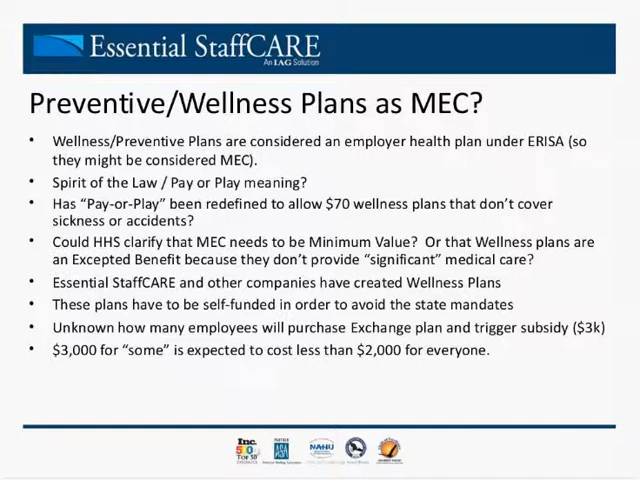 Essential StaffCARE
An IAG Solution
Preventive/Wellness Plans as MEC?
• Wellness/Preventive Plans are considered an employer health plan under ERISA (so
they might be considered MEC).
• Spirit of the Law / Pay or Play meaning?
• Has “Pay-or-Play” been redefined to allow $70 wellness plans that don’t cover
sickness or accidents?
• Could HHS clarify that MEC needs to be Minimum Value?  Or that Wellness plans are
an Excepted Benefit because they don’t provide “significant” medical care?
• Essential StaffCARE and other companies have created Wellness Plans
• These plans have to be self-funded in order to avoid the state mandates
• Unknown how many employees will purchase Exchange plan and trigger subsidy ($3k)
• $3,000 for “some” is expected to cost less than $2,000 for everyone.
Inc.
ASA
NAHU